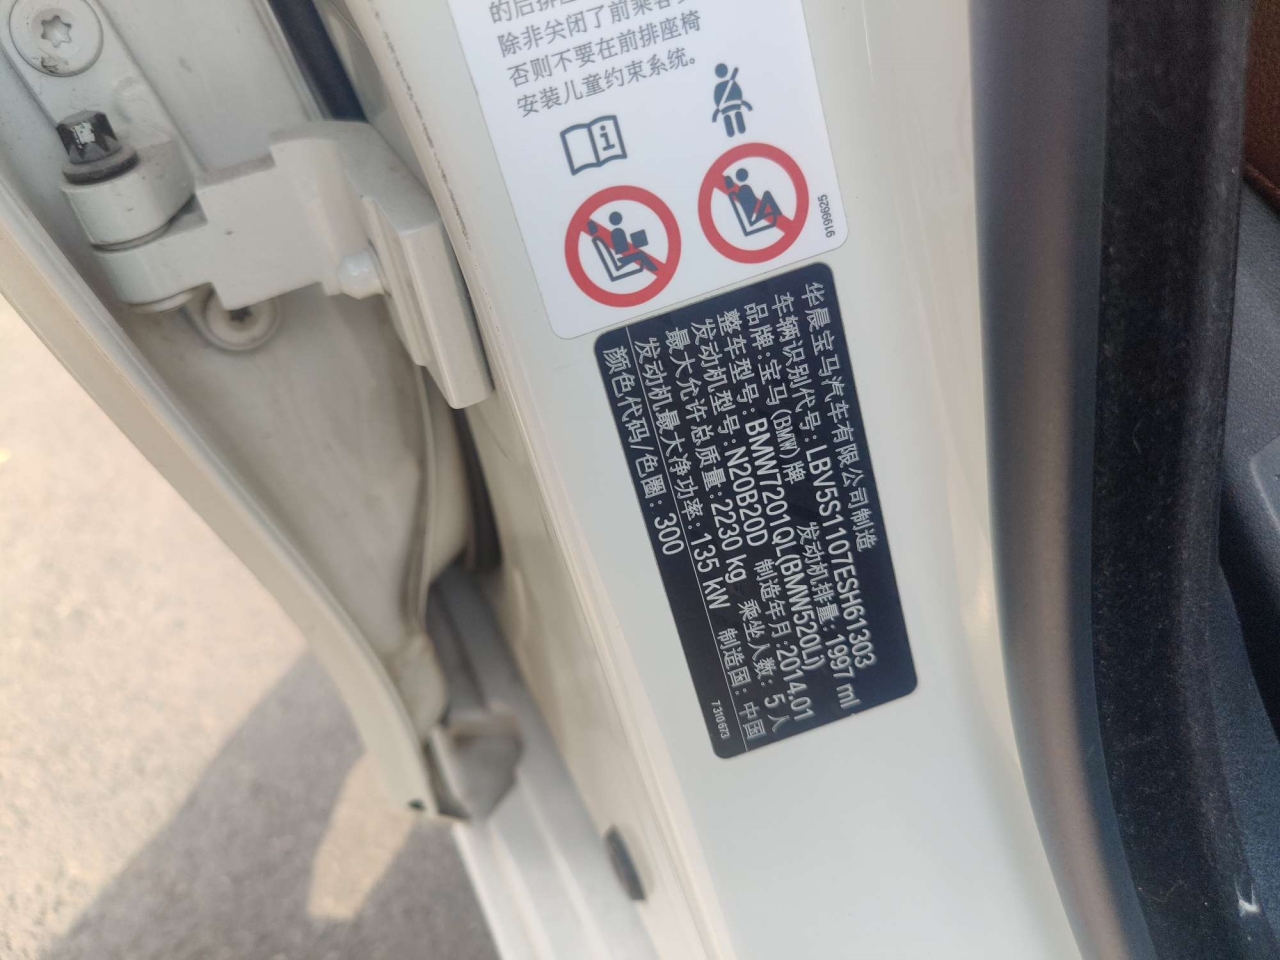 的后排座
除非关闭了前乘客
否则不要在前排座椅
安装儿童约束系统。
9199625
华晨宝马汽车有限公司制造
车辆识别代号:LBV5S1107ESH61303
品牌:宝马(BMW)牌 发动机排量:1997 ml
整车型号:BMW7201QL(BMW520Li)
发动机型号:N20B20D 制造年月:2014.01
最大允许总质量:2230 kg 乘坐人数: 5人
发动机最大净功率:135 kW 制造国:中国
颜色代码/色圈:300
7310673